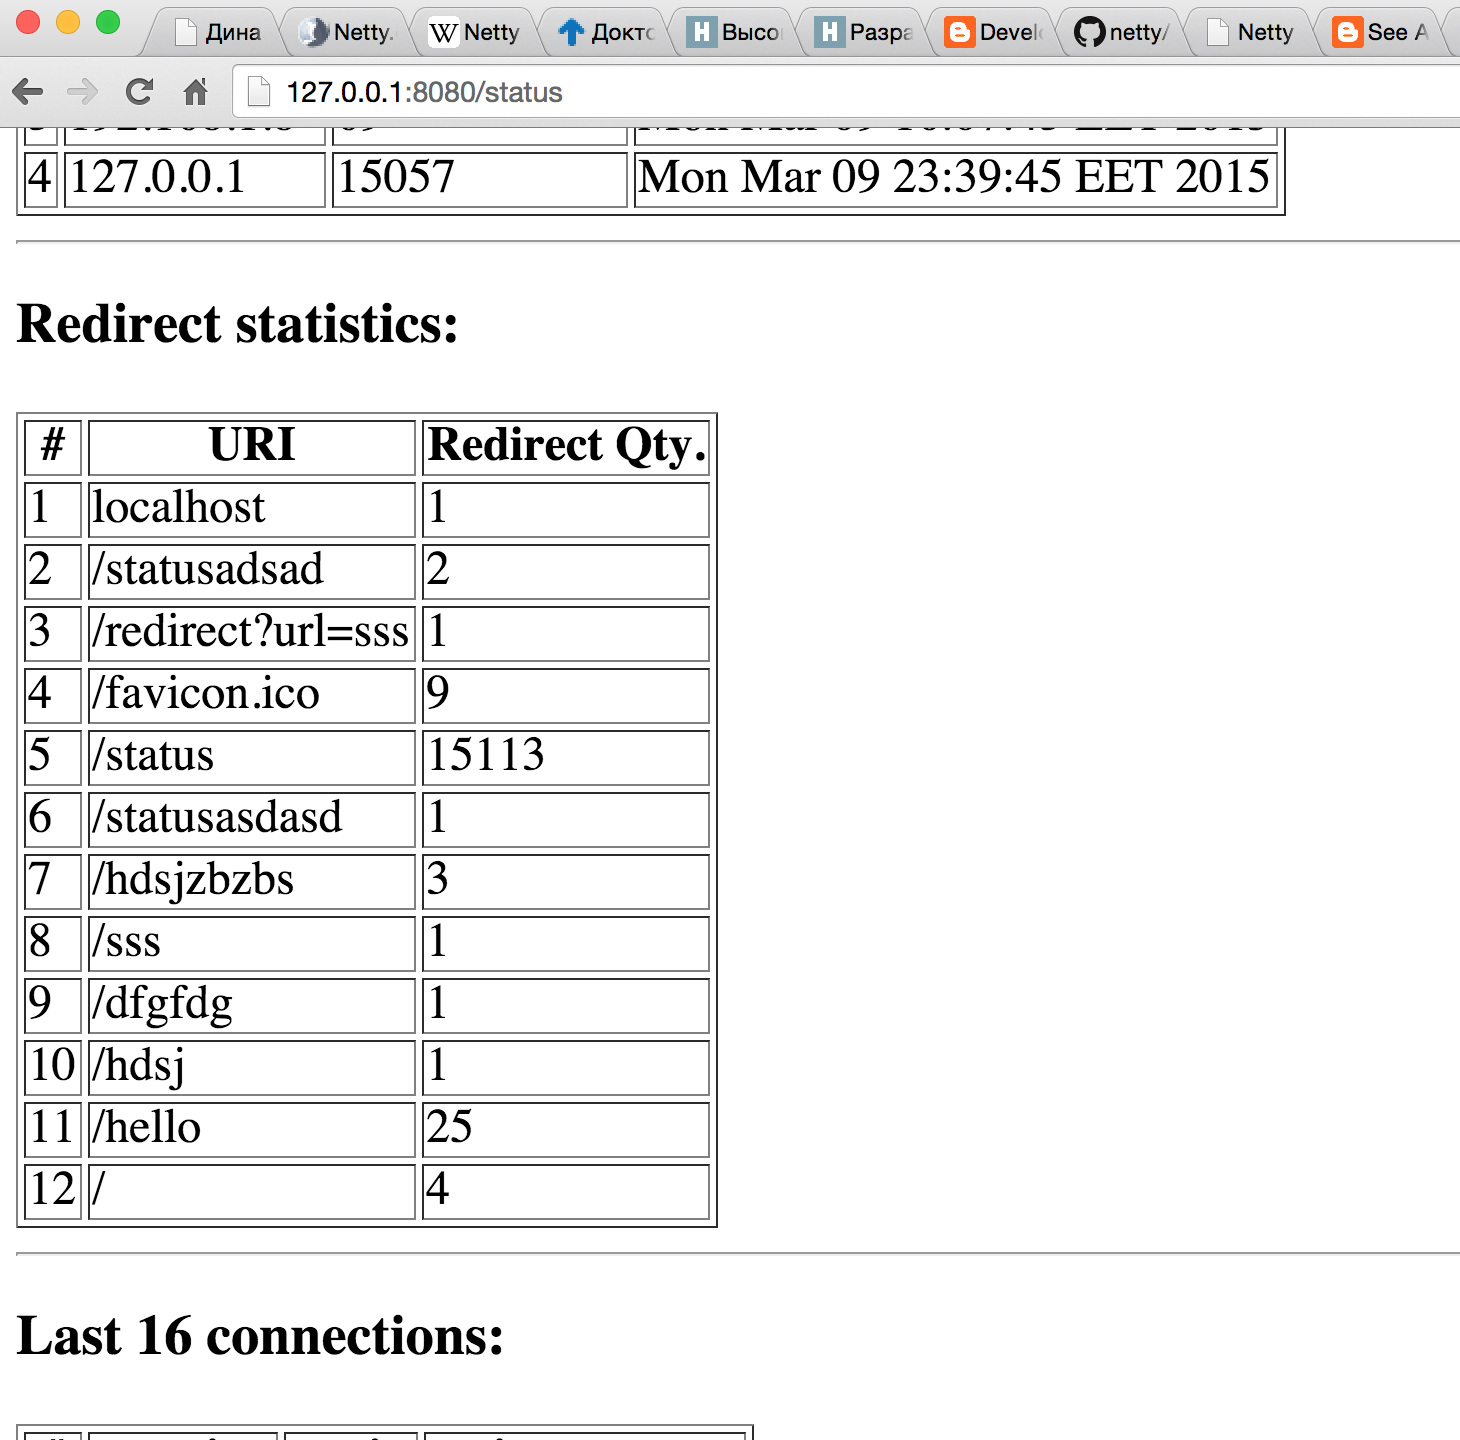 Дина Netty. Netty Докто Высо Разра Devel netty/ Netty See A
127.0.0.1:8080/status
4 127.0.0.1 15057 Mon Mar 09 23:39:45 EET 2015
Redirect statistics:
# URI Redirect Qty.
1 localhost 1
2 /statusadsad 2
3 /redirect?url=sss 1
4 /favicon.ico 9
5 /status 15113
6 /statusasdasd 1
7 /hdsjzbzbs 3
8 /sss 1
9 /dfgfdg 1
10 /hdsj 1
11 /hello 25
12 / 4
Last 16 connections: